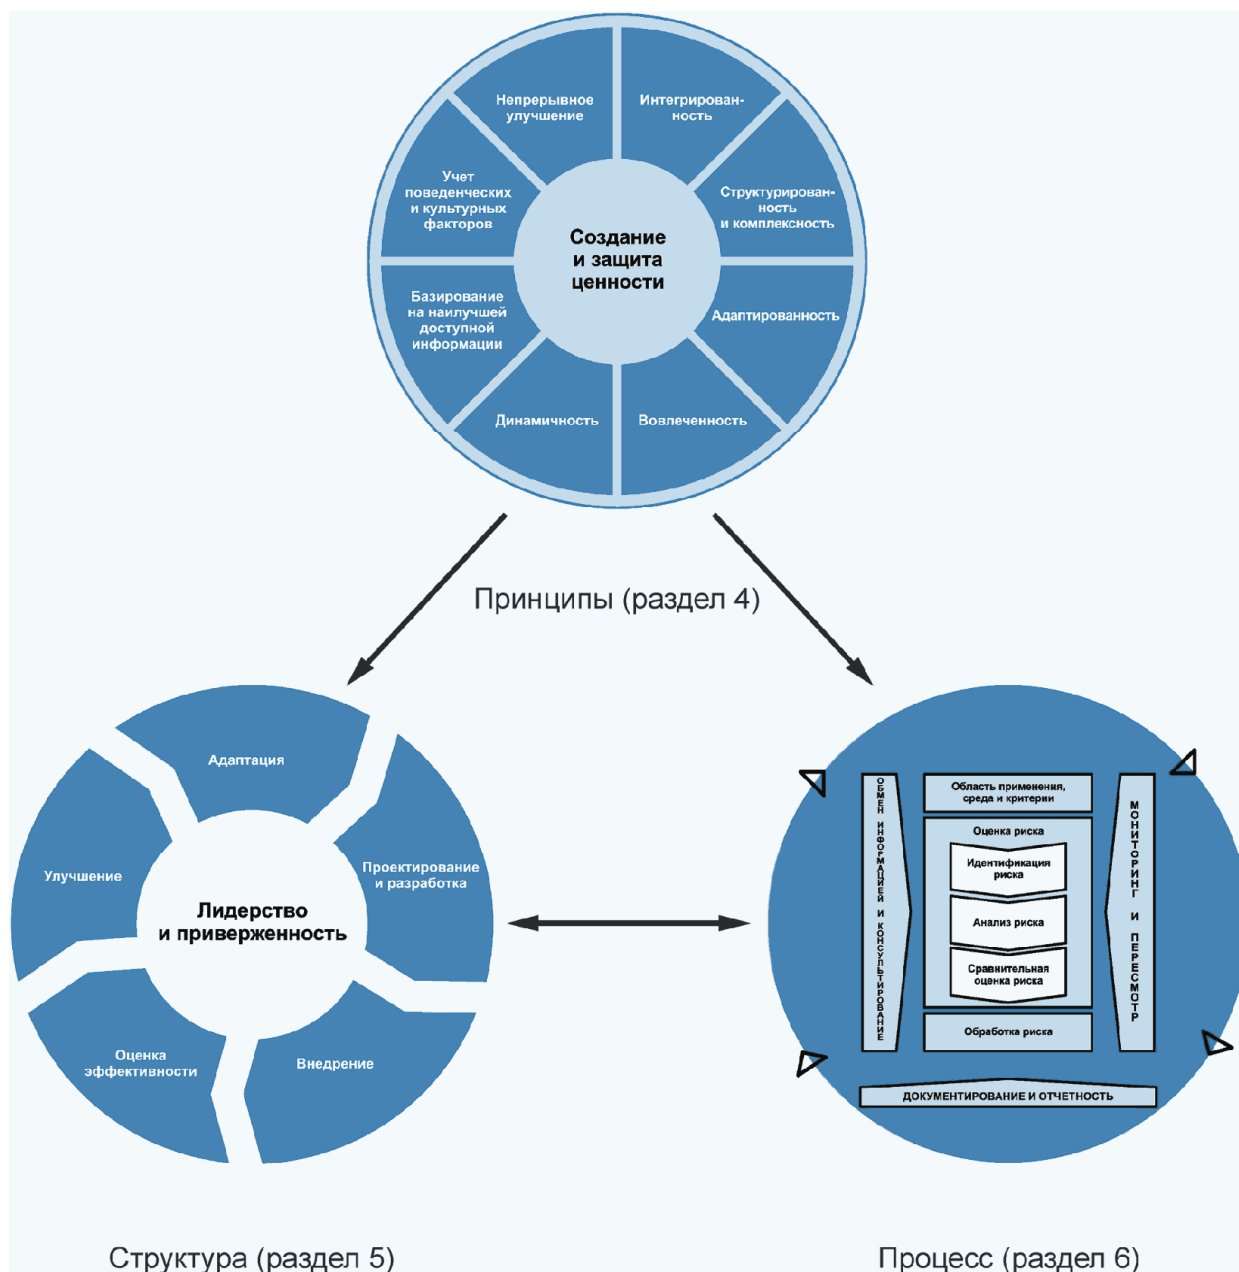 Непрерывное
улучшение
Интегрирован-
ность
Учет
поведенческих
и культурных
факторов
Структурирован-
ность
и комплексность
Создание
и защита
ценности
Базирование
на наилучшей
доступной
информации
Адаптированность
Динамичность
Вовлеченность
Принципы (раздел 4)
Адаптация
Проектирование
и разработка
Улучшение
Лидерство
и приверженность
Оценка
эффективности
Внедрение
Структура (раздел 5)
ОБМЕН ИНФОРМАЦИЕЙ И КОНСУЛЬТИРОВАНИЕ
Область применения,
среда и критерии
Оценка риска
Идентификация
риска
Анализ риска
Сравнительная
оценка риска
Обработка риска
МОНИТОРИНГ И ПЕРЕСМОТР
ДОКУМЕНТИРОВАНИЕ И ОТЧЕТНОСТЬ
Процесс (раздел 6)